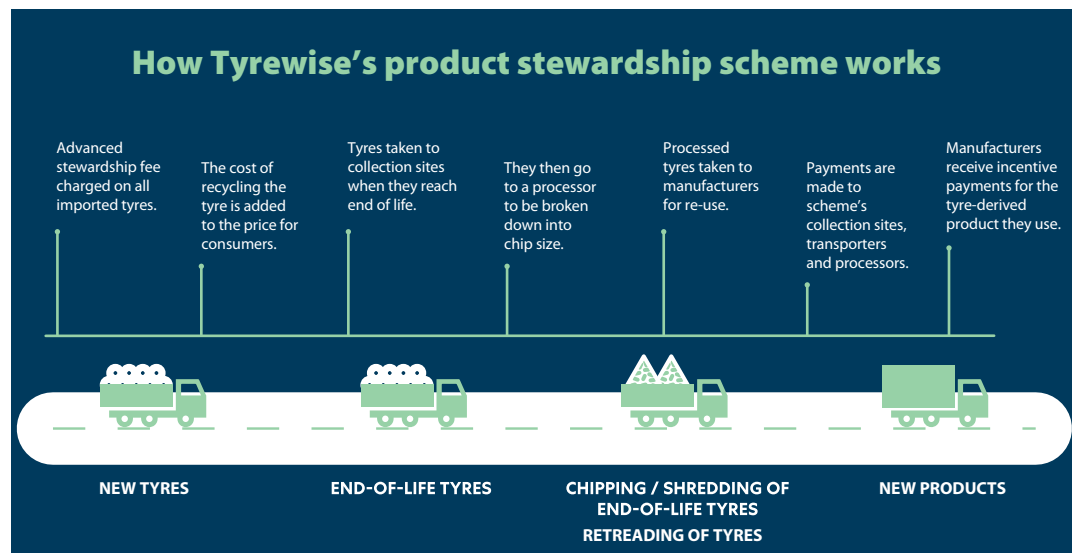 How Tyrewise’s product stewardship scheme works
Advanced
stewardship fee
charged on all
imported tyres.
The cost of
recycling the
tyre is added
to the price for
consumers.
Tyres taken to
collection sites
when they reach
end of life.
They then go
to a processor
to be broken
down into
chip size.
Processed
tyres taken to
manufacturers
for re-use.
Payments are
made to
scheme’s
collection sites,
transporters
and processors.
Manufacturers
receive incentive
payments for the
tyre-derived
product they use.
NEW TYRES
END-OF-LIFE TYRES
CHIPPING / SHREDDING OF
END-OF-LIFE TYRES
RETREADING OF TYRES
NEW PRODUCTS